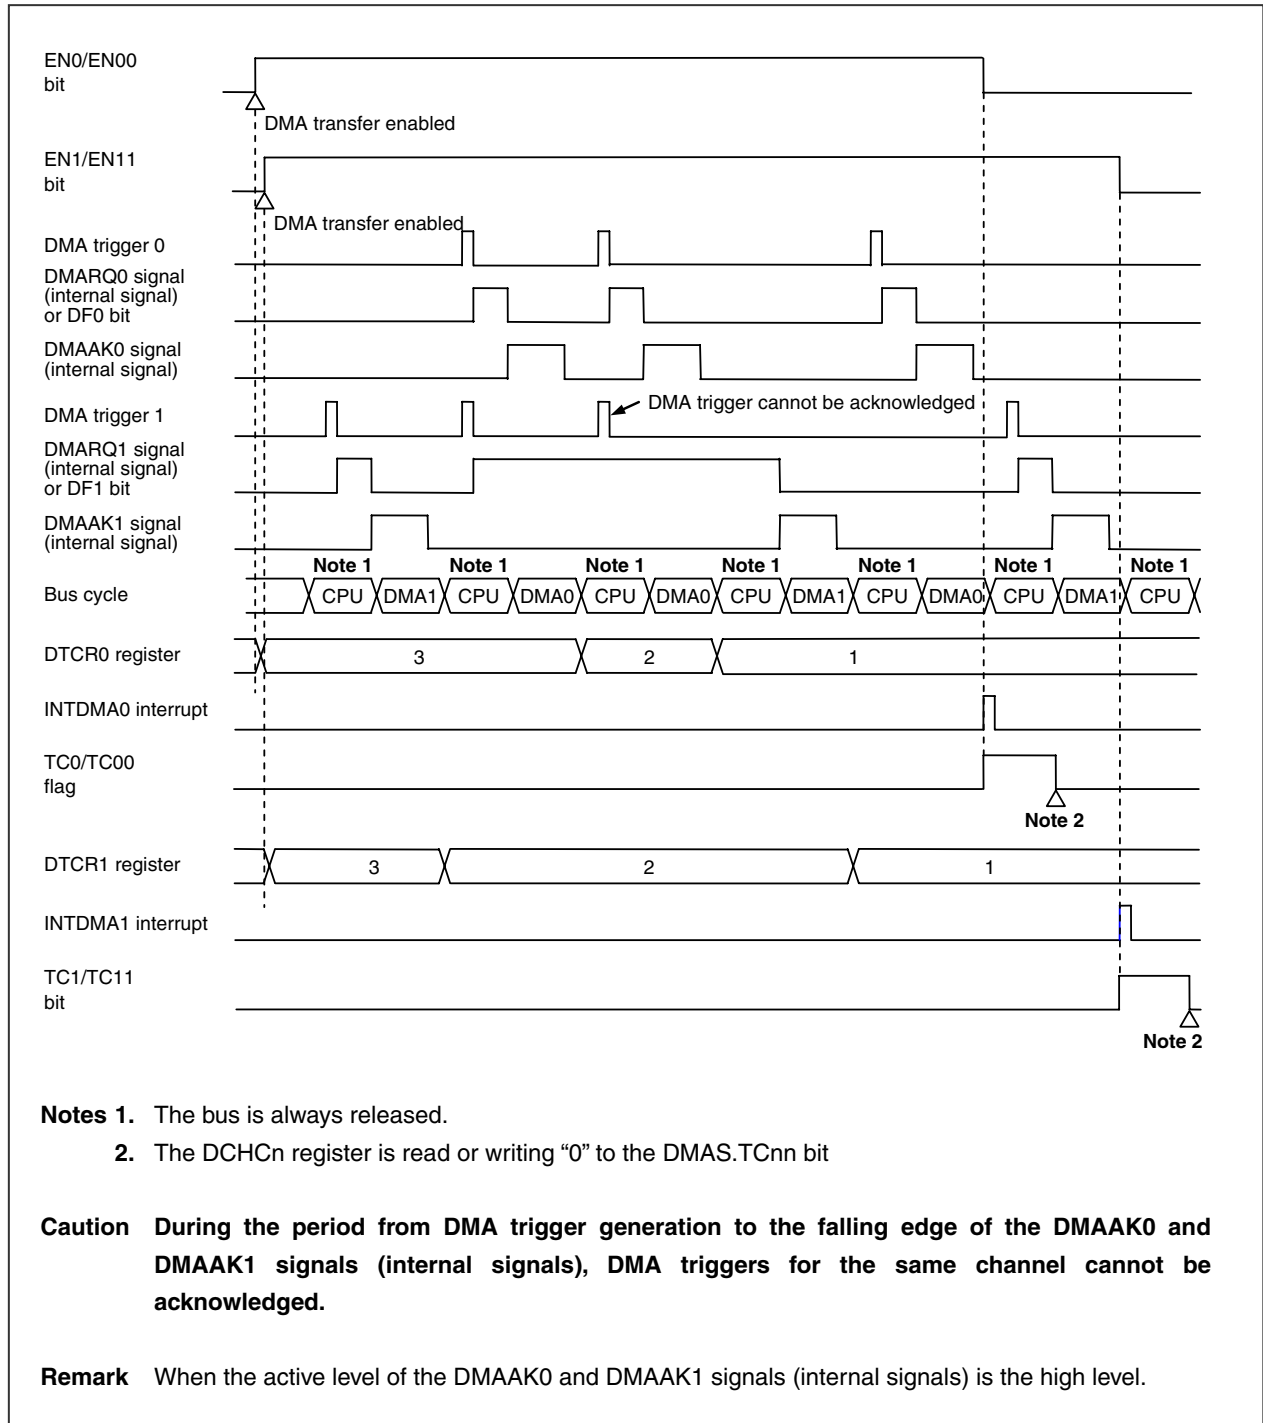 EN0/EN00
bit
DMA transfer enabled
EN1/EN11
bit
DMA transfer enabled
DMA trigger 0
DMARQ0 signal
(internal signal)
or DF0 bit
DMAAK0 signal
(internal signal)
DMA trigger 1
DMA trigger cannot be acknowledged
DMARQ1 signal
(internal signal)
or DF1 bit
DMAAK1 signal
(internal signal)
Note 1 Note 1 Note 1 Note 1 Note 1 Note 1 Note 1
Bus cycle CPU DMA1 CPU DMA0 CPU DMA0 CPU DMA1 CPU DMA0 CPU DMA1 CPU
DTCR0 register 3 2 1
INTDMA0 interrupt
TC0/TC00
flag
Note 2
DTCR1 register 3 2 1
INTDMA1 interrupt
TC1/TC11
bit
Note 2
Notes 1. The bus is always released.
2. The DCHCn register is read or writing “0” to the DMAS.TCnn bit
Caution During the period from DMA trigger generation to the falling edge of the DMAAK0 and
DMAAK1 signals (internal signals), DMA triggers for the same channel cannot be
acknowledged.
Remark When the active level of the DMAAK0 and DMAAK1 signals (internal signals) is the high level.